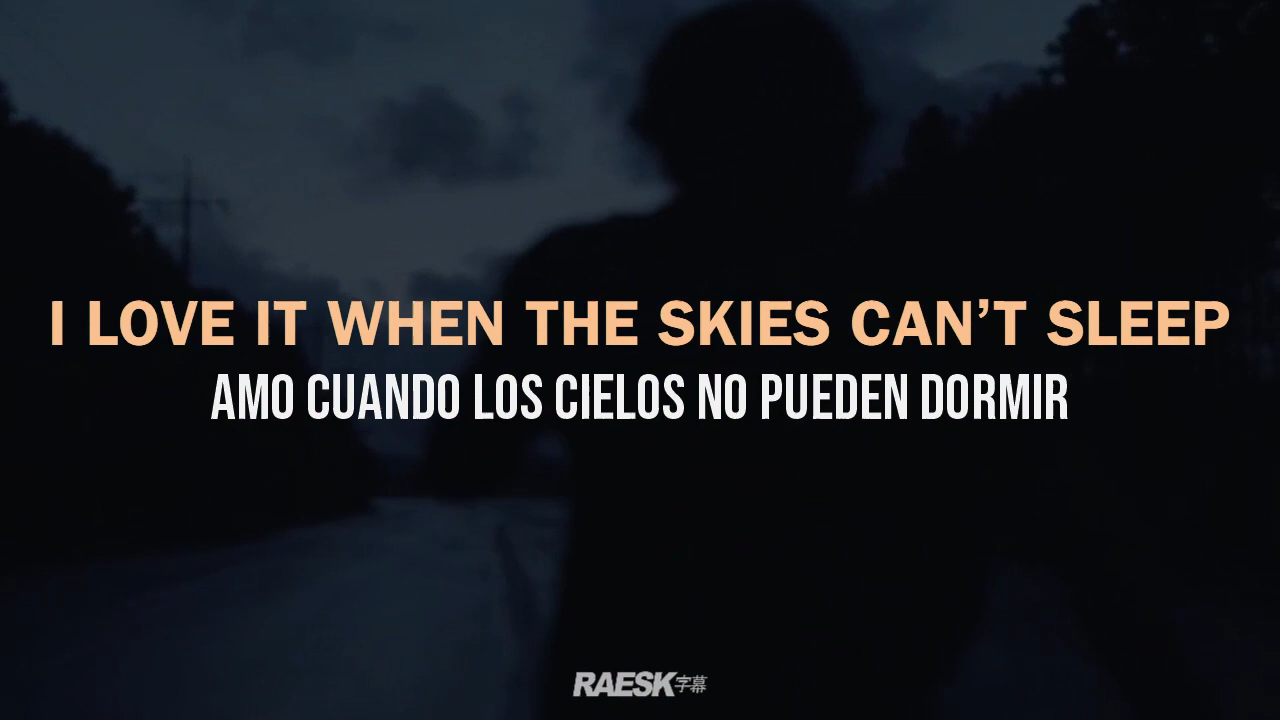 I LOVE IT WHEN THE SKIES CAN’T SLEEP
AMO CUANDO LOS CIELOS NO PUEDEN DORMIR
RAESK字幕